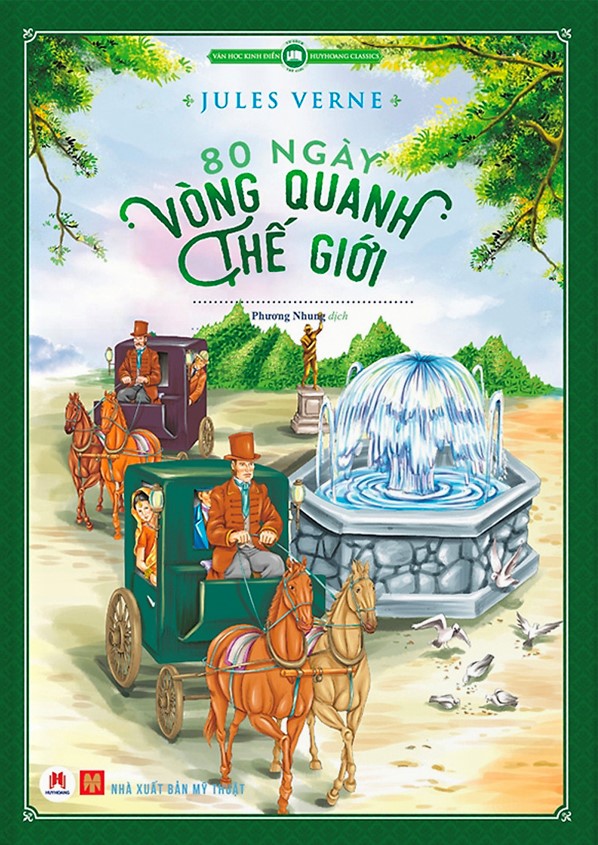 VĂN HỌC KINH ĐIỂN HUYHOANG CLASSICS
JULES VERNE
80 NGÀY
VÒNG QUANH
THẾ GIỚI
Phương Nhung dịch
HUYHOANG
NHÀ XUẤT BẢN MỸ THUẬT